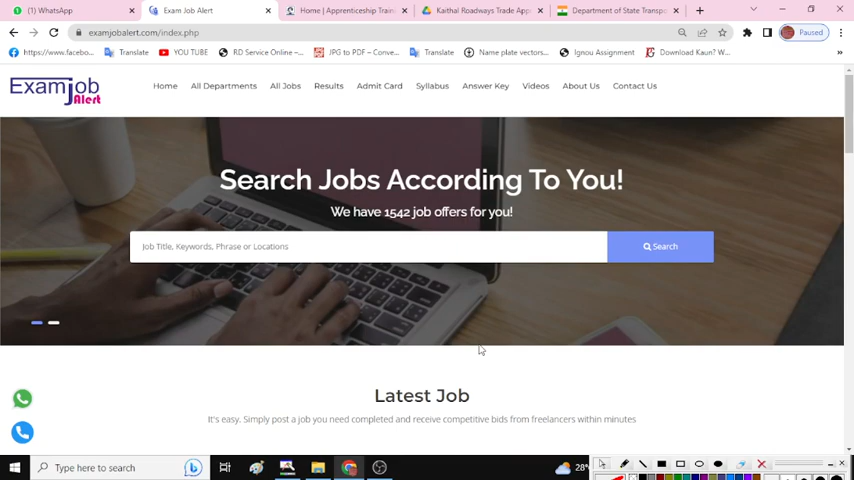 (1) WhatsApp
Exam Job Alert
Home | Apprenticeship Train
Kaithal Roadways Trade App
Department of State Transpo
examjobalert.com/index.php
Paused
https://www.facebo...
Translate
YOU TUBE
RD Service Online –...
JPG to PDF – Conve...
Translate
Name plate vectors...
Ignou Assignment
Download Kaun? W...
Examjob
Alert
Home
All Departments
All Jobs
Results
Admit Card
Syllabus
Answer Key
Videos
About Us
Contact Us
Search Jobs According To You!
We have 1542 job offers for you!
Job Title, Keywords, Phrase or Locations
Search
Latest Job
It's easy. Simply post a job you need completed and receive competitive bids from freelancers within minutes
Type here to search
28°